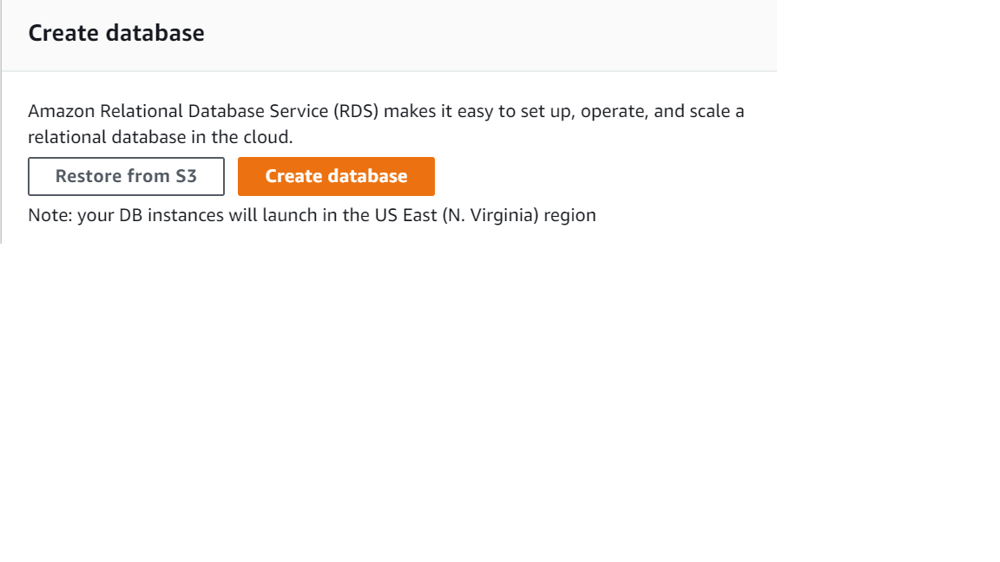 Create database
Amazon Relational Database Service (RDS) makes it easy to set up, operate, and scale a
relational database in the cloud.
Restore from S3 Create database
Note: your DB instances will launch in the US East (N. Virginia) region